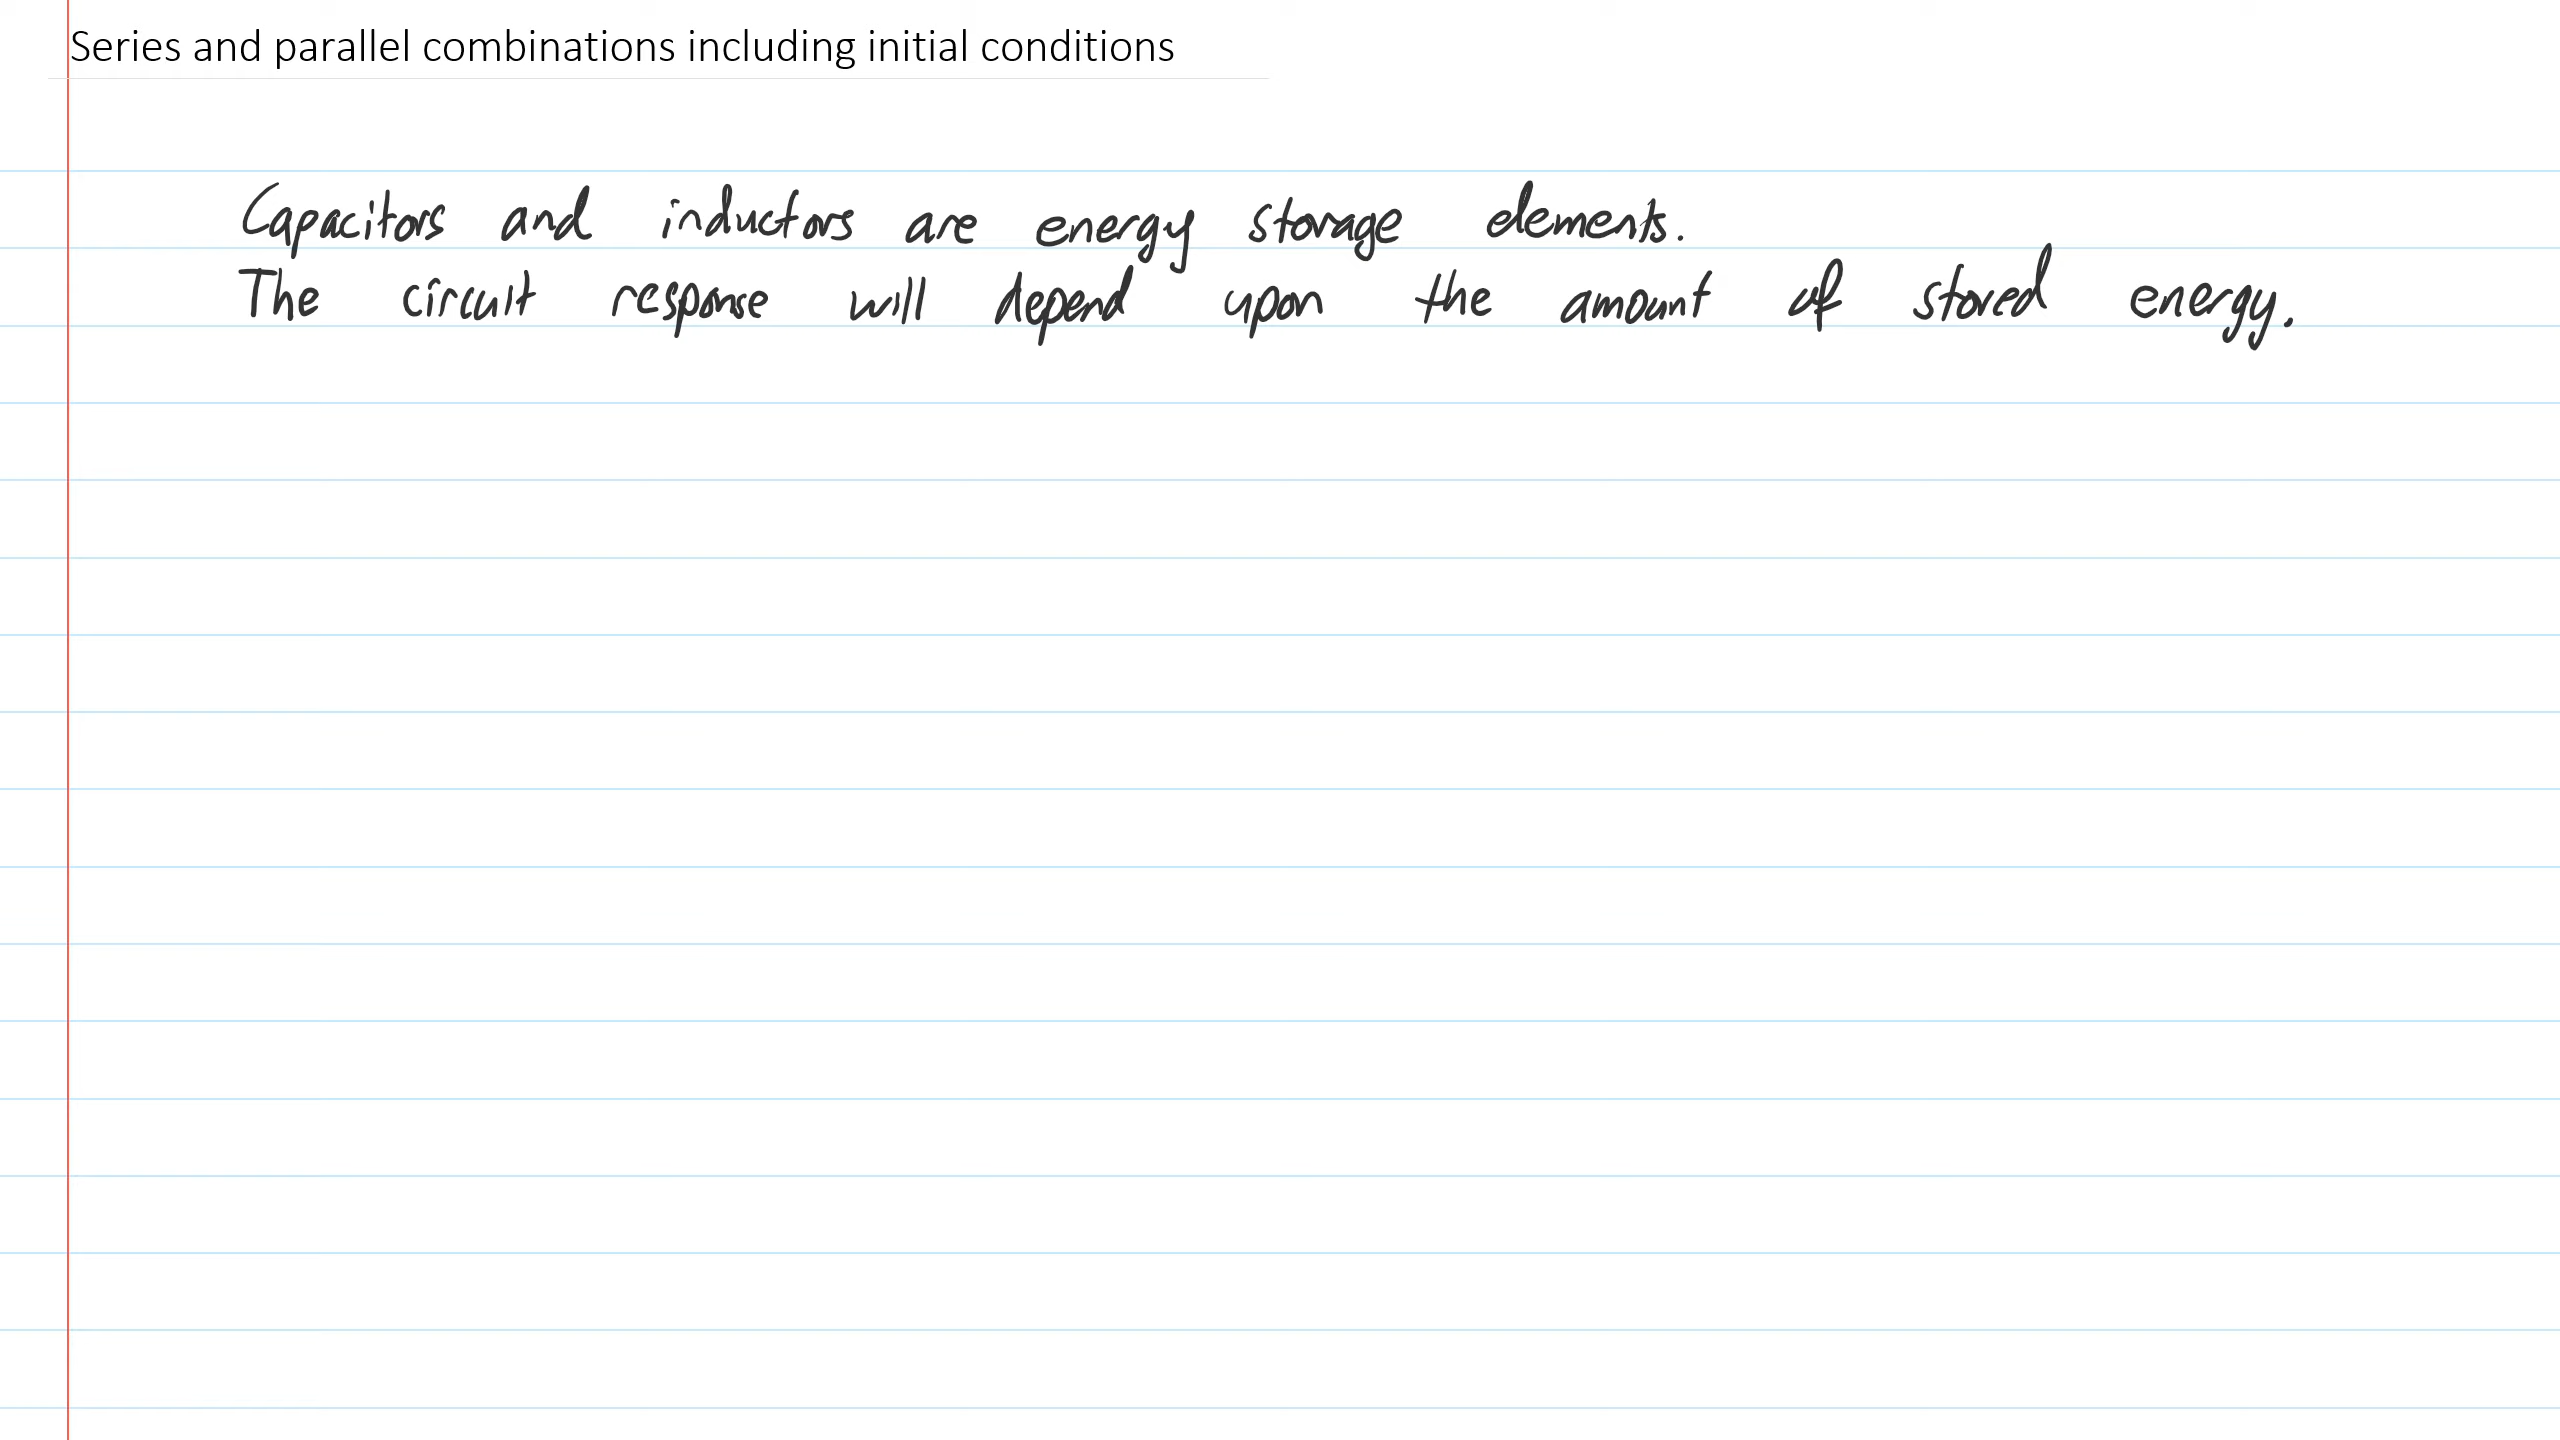 Series and parallel combinations including initial conditions
Capacitors and inductors are energy storage elements.
The circuit response will depend upon the amount of stored energy.